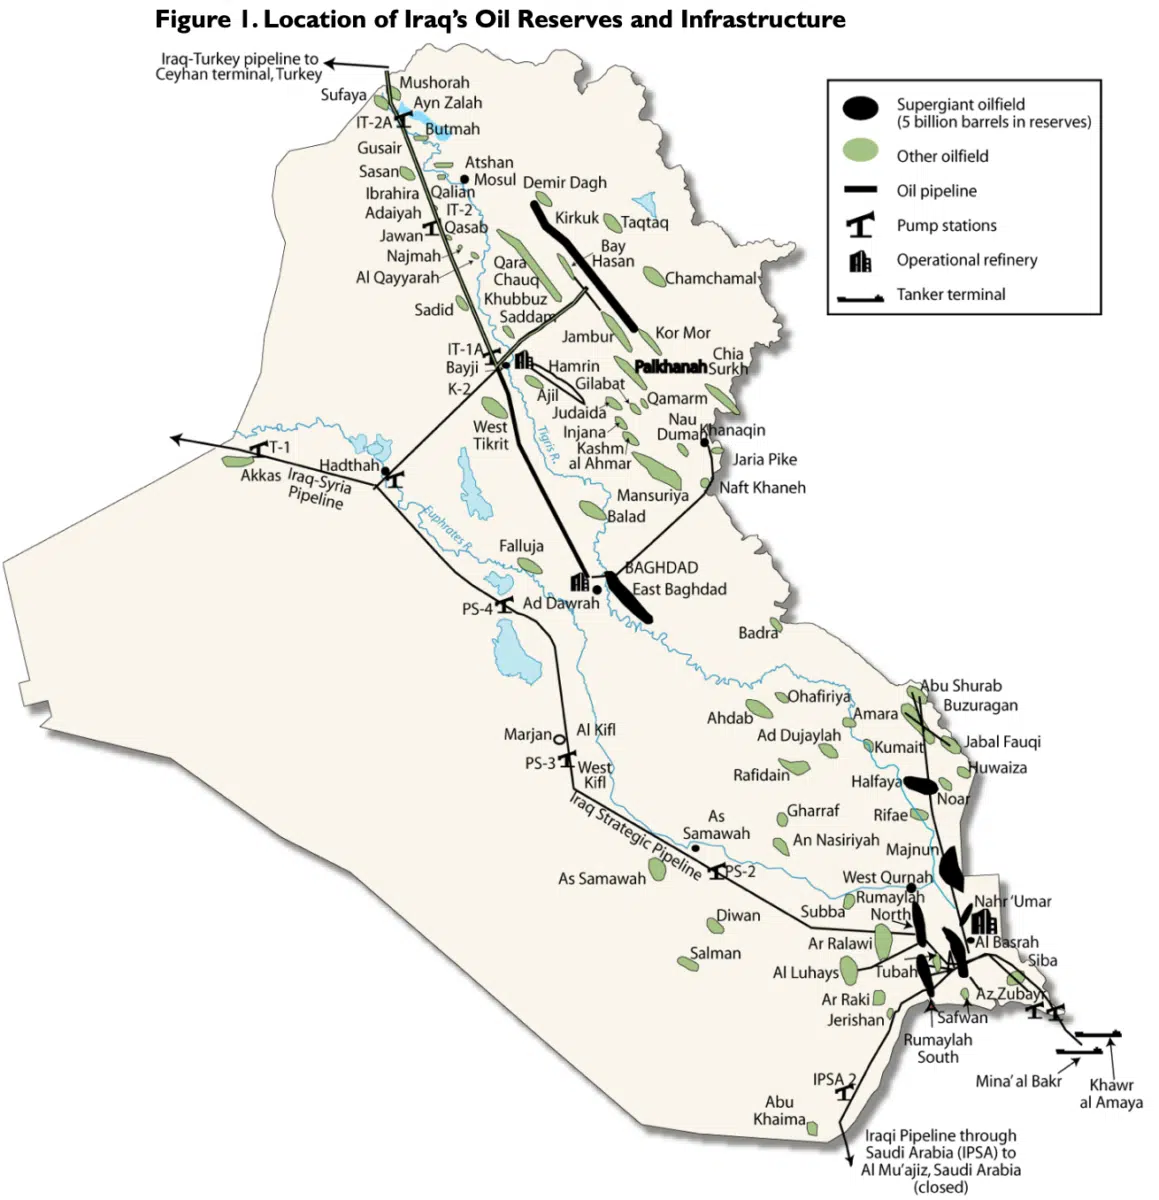 Figure 1. Location of Iraq's Oil Reserves and Infrastructure
Iraq-Turkey pipeline to
Ceyhan terminal, Turkey
Supergiant oilfield
(5 billion barrels in reserves)
Other oilfield
Oil pipeline
Pump stations
Operational refinery
Tanker terminal
Mushorah
Sufaya
Ayn Zalah
IT-2A
Butmah
Gusair
Atshan
Sasan
Mosul
Demir Dagh
Ibrahira
Qalian
Adaiyah
IT-2
Kirkuk
Taqtaq
Jawan
Qasab
Bay
Hasan
Najmah
Qara
Chauq
Al Qayyarah
Chamchamal
Khubbuz
Sadid
Saddam
Jambur
Kor Mor
IT-1A
Bayji
Hamrin
Palkhanah
Chia
Surkh
K-2
Gilabat
Ajil
Qamarm
Judaida
West
Tikrit
Tigris R.
Injana
Nau
Dumah
Khanaqin
Kashm
al Ahmar
T-1
Hadthah
Jaria Pike
Akkas
Iraq-Syria
Pipeline
Naft Khaneh
Mansuriya
Balad
Euphrates R.
Falluja
BAGHDAD
East Baghdad
PS-4
Ad Dawrah
Badra
Abu Shurab
Ohafiriya
Buzuragan
Ahdab
Amara
Marjan
Al Kifl
Ad Dujaylah
Kumait
Jabal Fauqi
PS-3
West
Kifl
Rafidain
Huwaiza
Halfaya
Noar
Iraq Strategic Pipeline
As
Samawah
Gharraf
Rifae
An Nasiriyah
Majnun
As Samawah
PS-2
West Qurnah
Subba
Rumaylah
North
Nahr 'Umar
Diwan
Ar Ralawi
Al Basrah
Salman
Al Luhays
Tubah
Siba
Ar Raki
Az Zubayr
Jerishan
Safwan
Rumaylah
South
IPSA 2
Mina' al Bakr
Khawr
al Amaya
Abu
Khaima
Iraqi Pipeline through
Saudi Arabia (IPSA) to
Al Mu'ajiz, Saudi Arabia
(closed)